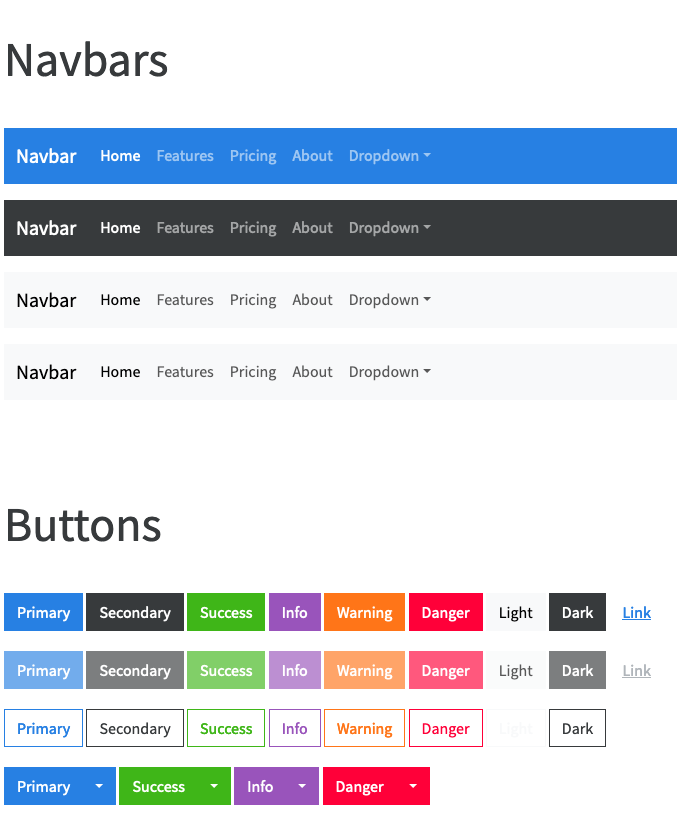 Navbars
Navbar Home Features Pricing About Dropdown
Navbar Home Features Pricing About Dropdown
Navbar Home Features Pricing About Dropdown
Navbar Home Features Pricing About Dropdown
Buttons
Primary Secondary Success Info Warning Danger Light Dark Link
Primary Secondary Success Info Warning Danger Light Dark Link
Primary Secondary Success Info Warning Danger Light Dark
Primary Success Info Danger